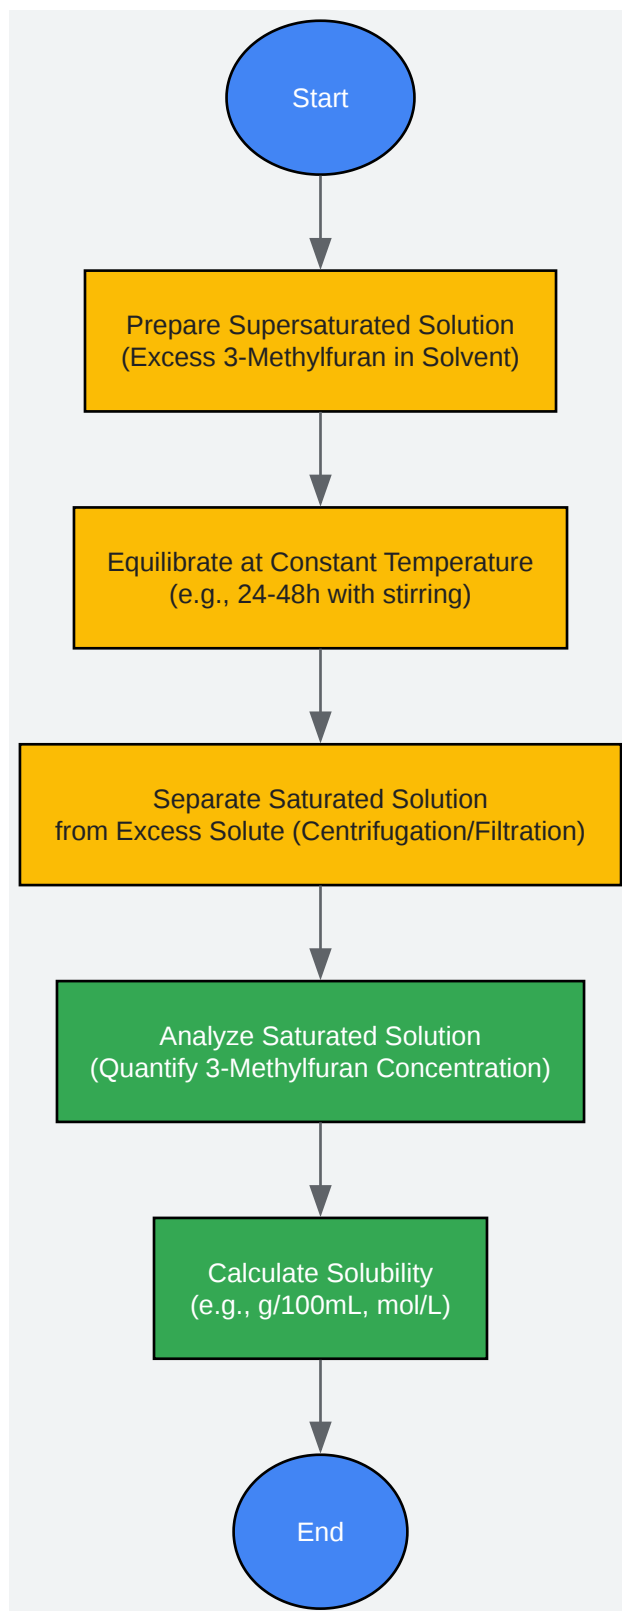 Start
Prepare Supersaturated Solution
(Excess 3-Methylfuran in Solvent)
Equilibrate at Constant Temperature
(e.g., 24-48h with stirring)
Separate Saturated Solution
from Excess Solute (Centrifugation/Filtration)
Analyze Saturated Solution
(Quantify 3-Methylfuran Concentration)
Calculate Solubility
(e.g., g/100mL, mol/L)
End